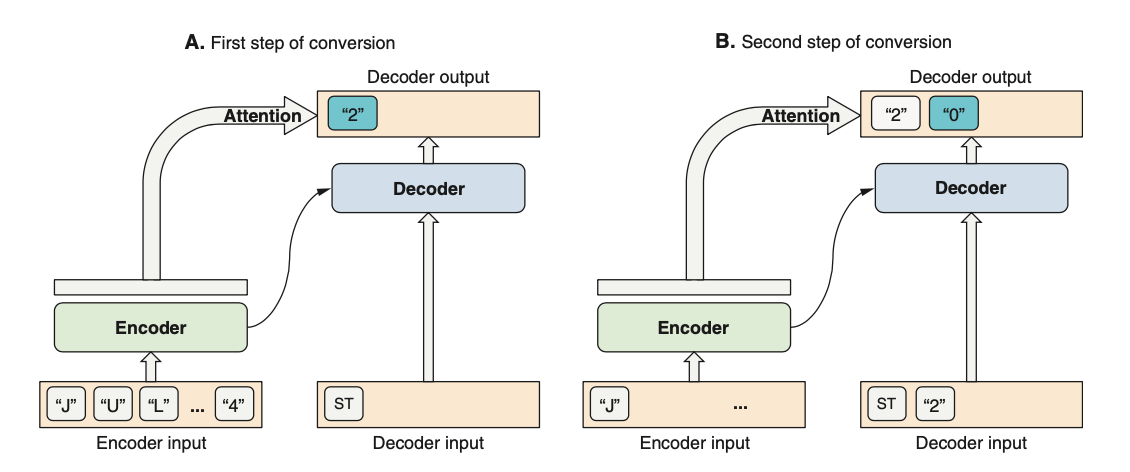 A. First step of conversion
Decoder output
Attention
“2”
Decoder
Encoder
“J” “U” “L” ... “4”
ST
Encoder input
Decoder input
B. Second step of conversion
Decoder output
Attention
“2” “0”
Decoder
Encoder
“J” ...
ST “2”
Encoder input
Decoder input